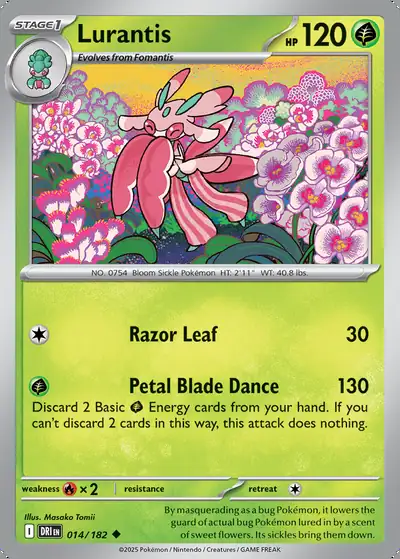 STAGE 1
Lurantis
HP 120
Evolves from Fomantis
NO. 0754 Bloom Sickle Pokémon HT: 2'11" WT: 40.8 lbs.
Razor Leaf 30
Petal Blade Dance 130
Discard 2 Basic Energy cards from your hand. If you
can't discard 2 cards in this way, this attack does nothing.
weakness ×2 resistance retreat
Illus. Masako Tomii
I DRI EN 014/182
By masquerading as a bug Pokémon, it lowers the
guard of actual bug Pokémon lured in by a scent
of sweet flowers. Its sickles bring them down.
©2025 Pokémon / Nintendo / Creatures / GAME FREAK